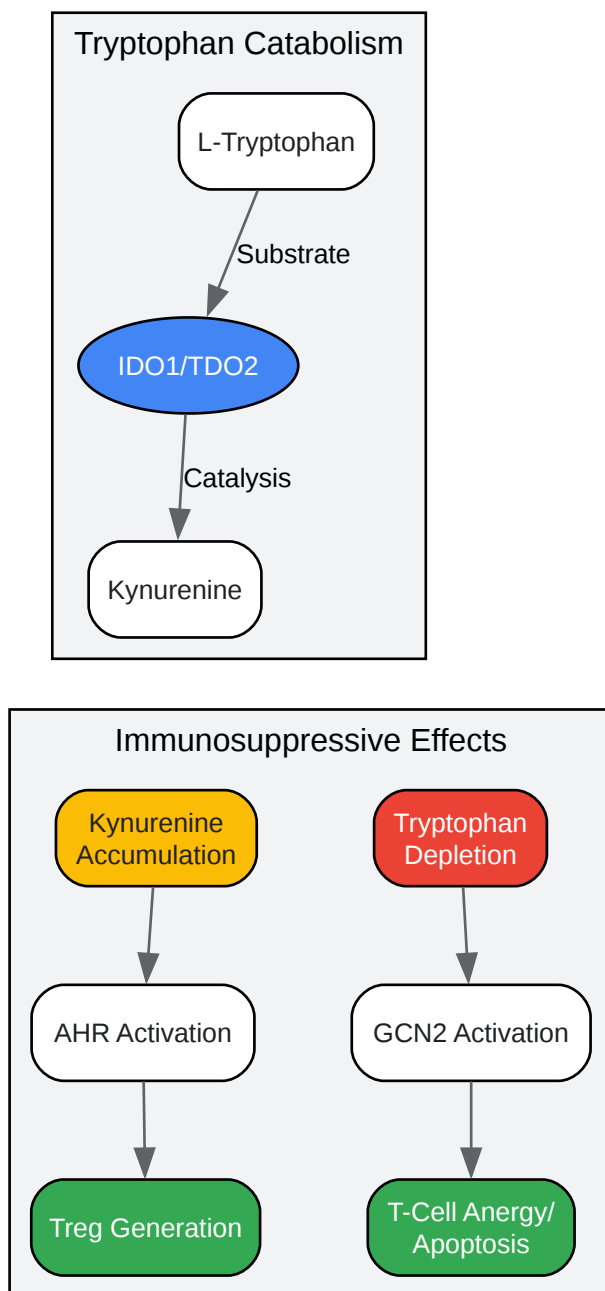 Tryptophan Catabolism
L-Tryptophan
Substrate
IDO1/TDO2
Catalysis
Kynurenine
Immunosuppressive Effects
Kynurenine
Accumulation
Tryptophan
Depletion
AHR Activation
GCN2 Activation
Treg Generation
T-Cell Anergy/
Apoptosis